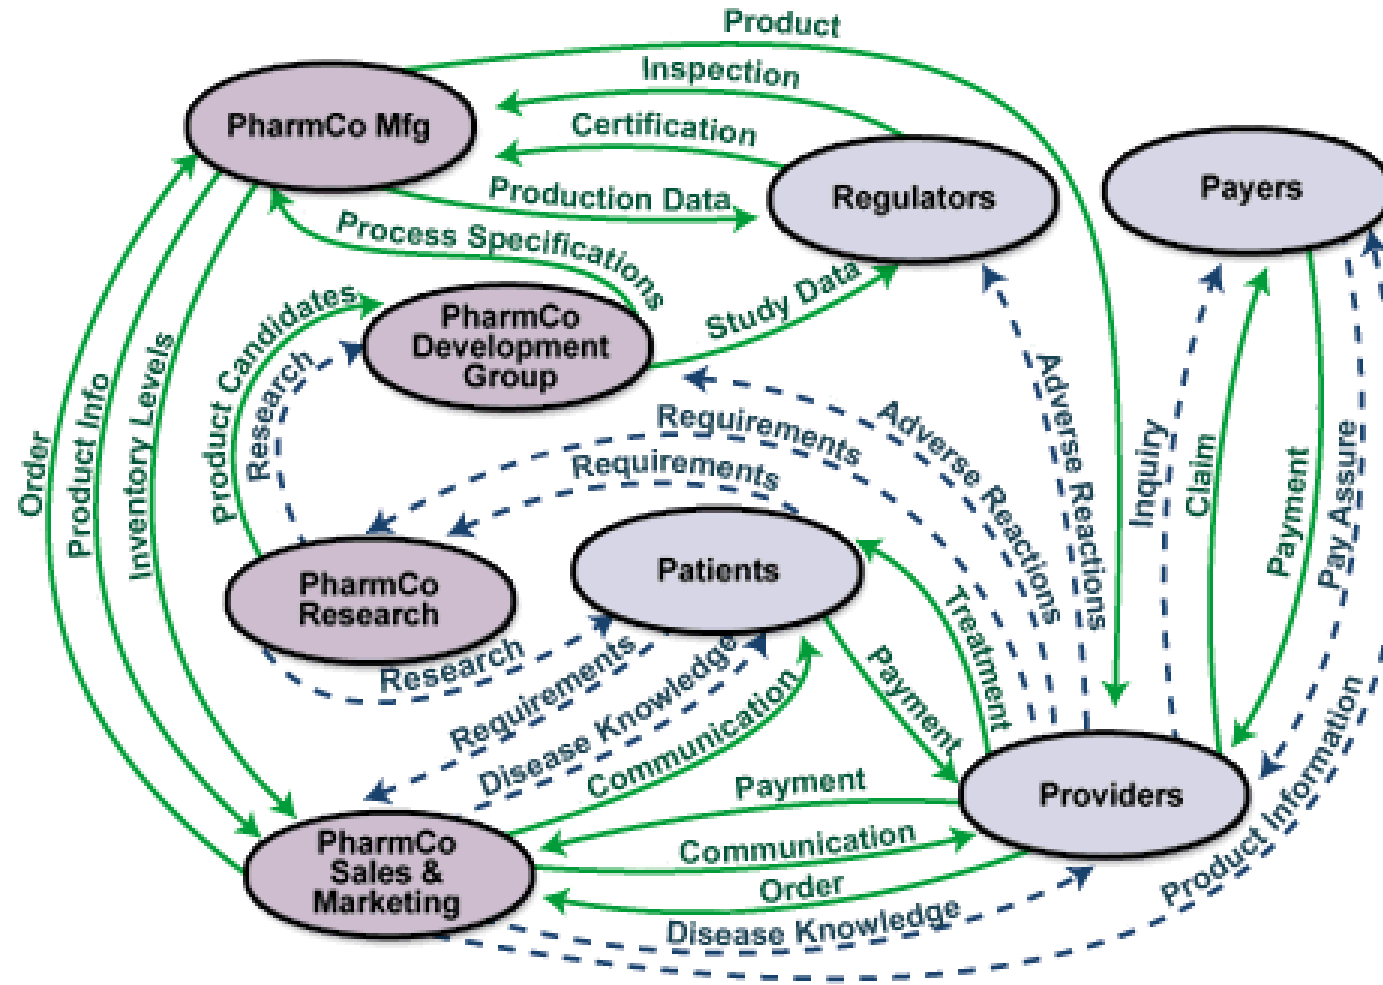 Product
Inspection
PharmCo Mfg
Certification
Regulators
Payers
Production Data
Process Specifications
Study Data
PharmCo
Development
Group
Product Candidates
Research
Order
Product Info
Inventory Levels
Requirements
Requirements
Adverse Reactions
Adverse Reactions
Inquiry
Claim
Payment
Pay Assure
Patients
PharmCo
Research
Treatment
Payment
Research
Requirements
Disease Knowledge
Communication
Product Information
Payment
Providers
Communication
Order
Disease Knowledge
PharmCo
Sales &
Marketing